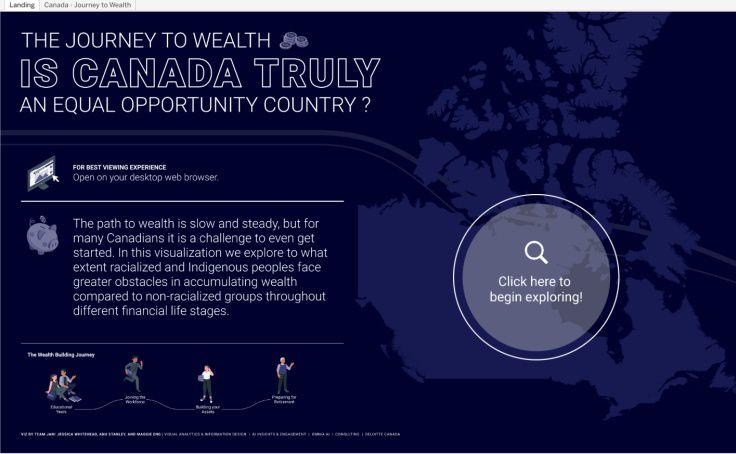 Landing
Canada - Journey to Wealth
THE JOURNEY TO WEALTH
IS CANADA TRULY
AN EQUAL OPPORTUNITY COUNTRY ?
FOR BEST VIEWING EXPERIENCE
Open on your desktop web browser.
The path to wealth is slow and steady, but for
many Canadians it is a challenge to even get
started. In this visualization we explore to what
extent racialized and Indigenous peoples face
greater obstacles in accumulating wealth
compared to non-racialized groups throughout
different financial life stages.
Click here to
begin exploring!
The Wealth Building Journey
Educational
Years
Joining the
Workforce
Building your
Assets
Preparing for
Retirement
VIZ BY TEAM JAM: JESSICA WHITEHEAD, ANU STANLEY, AND MAGGIE ENG | VISUAL ANALYTICS & INFORMATION DESIGN | AI INSIGHTS & ENGAGEMENT | OMNIA AI | CONSULTING | DELOITTE CANADA